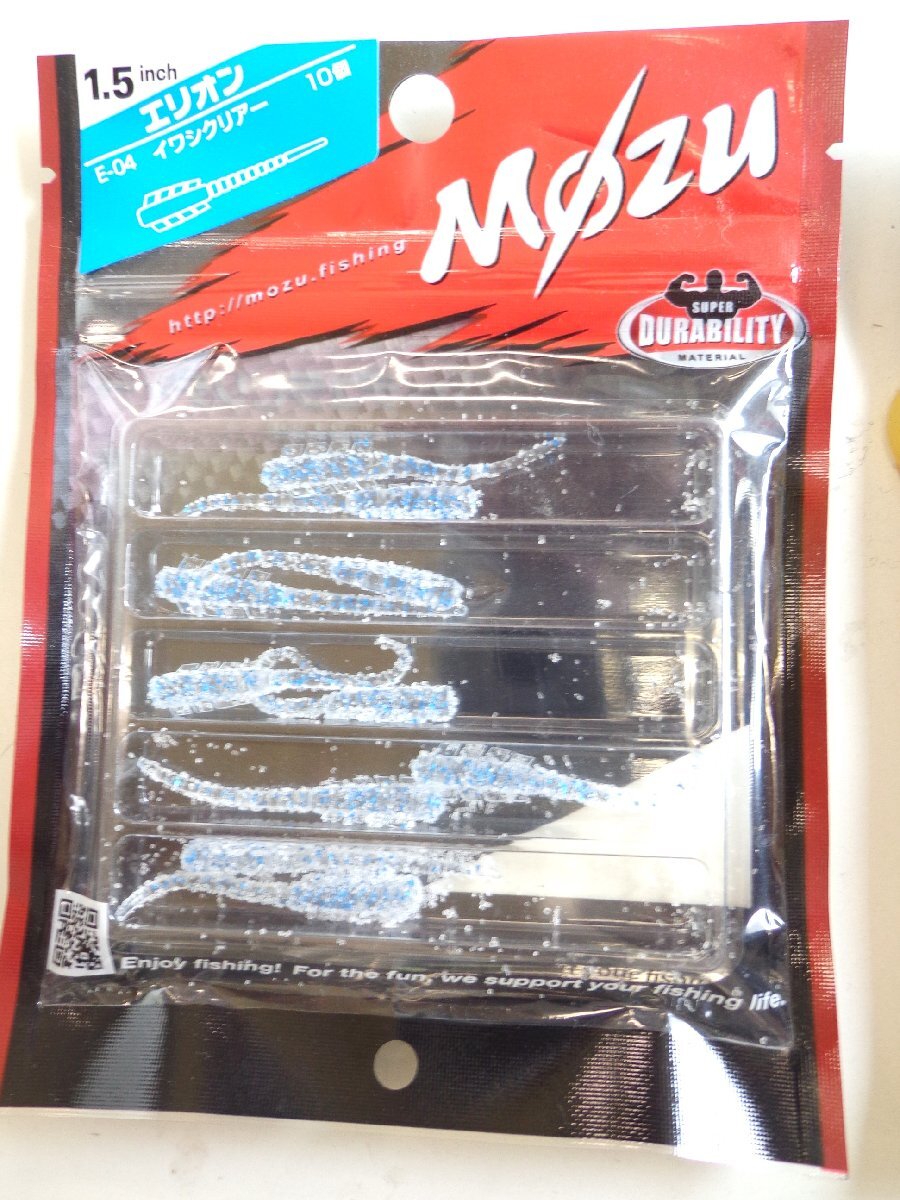 1.5 inch
エリオン
10個
E-04 イワシクリアー
Mozu
http://mozu.fishing
SUPER
DURABILITY
MATERIAL
Enjoy fishing! For the fun, we support your fishing life.